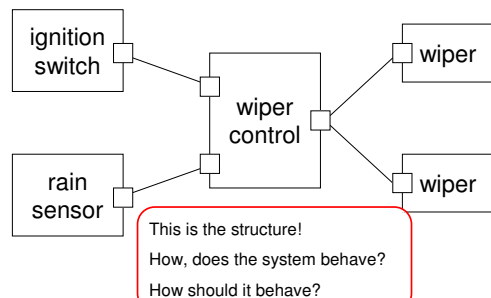 ignition
switch
rain
sensor
wiper
control
wiper
wiper
This is the structure!
How, does the system behave?
How should it behave?